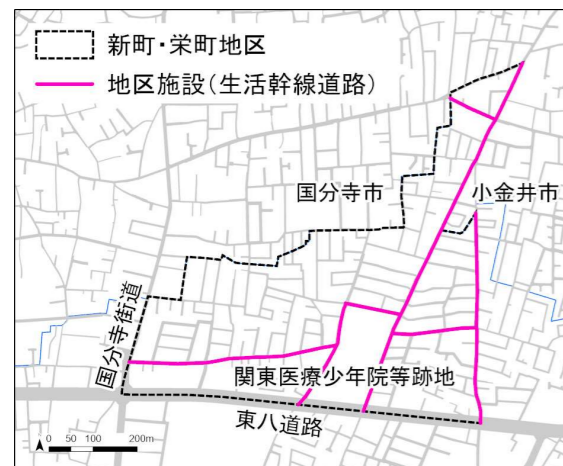 新町・栄町地区
地区施設(生活幹線道路)
国分寺市
小金井市
国分寺街道
関東医療少年院等跡地
東八道路
0 50 100 200m